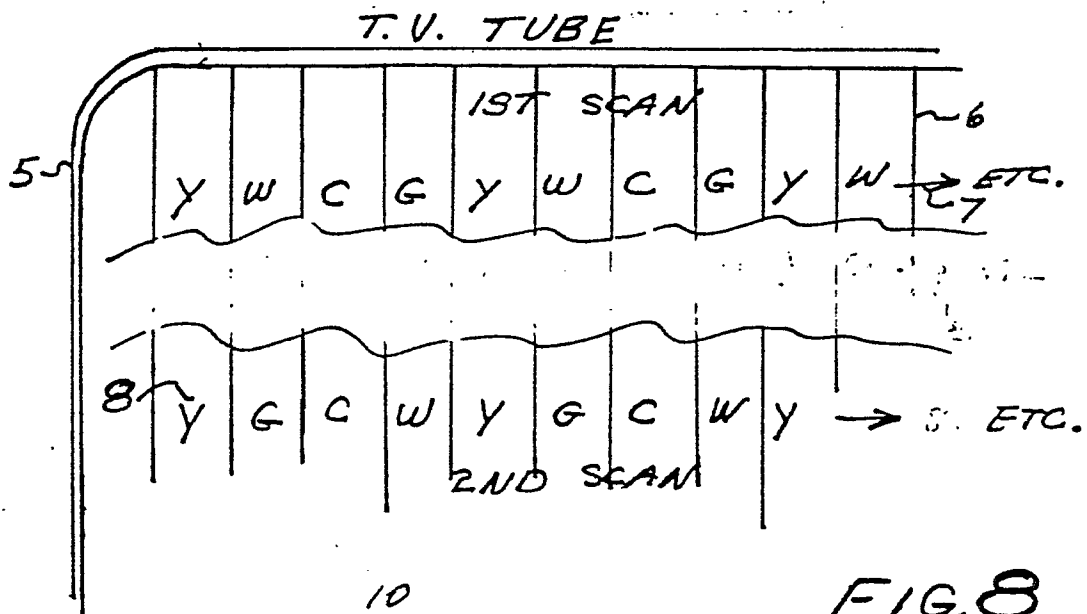 T.V. TUBE
1ST SCAN
6
5
Y W C G Y W C G Y W → ETC.
7
8
Y G C W Y G C W Y → ETC.
2ND SCAN
10
FIG. 8